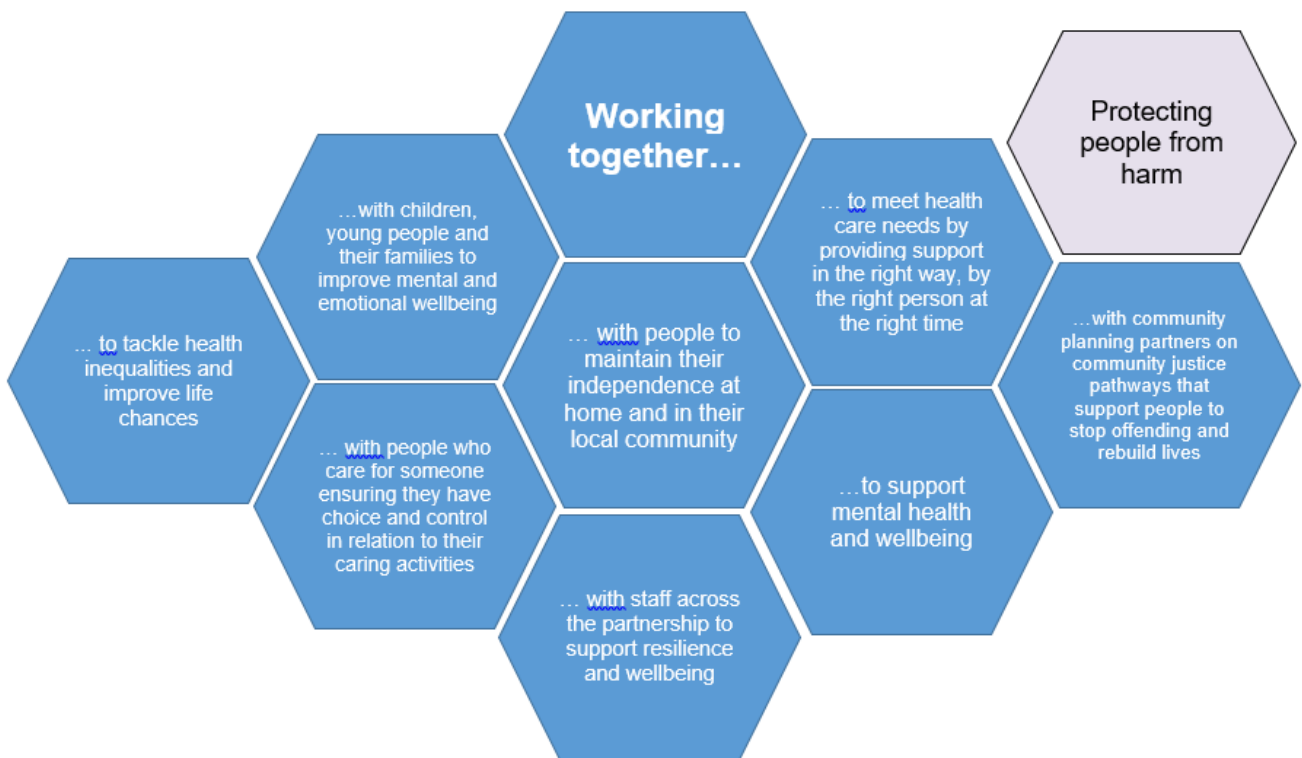 Working
together…
Protecting
people from
harm
…with children,
young people and
their families to
improve mental and
emotional wellbeing
… to meet health
care needs by
providing support
in the right way, by
the right person at
the right time
… to tackle health
inequalities and
improve life
chances
… with people to
maintain their
independence at
home and in their
local community
…with community
planning partners on
community justice
pathways that
support people to
stop offending and
rebuild lives
… with people who
care for someone
ensuring they have
choice and control
in relation to their
caring activities
…to support
mental health
and wellbeing
… with staff across
the partnership to
support resilience
and wellbeing